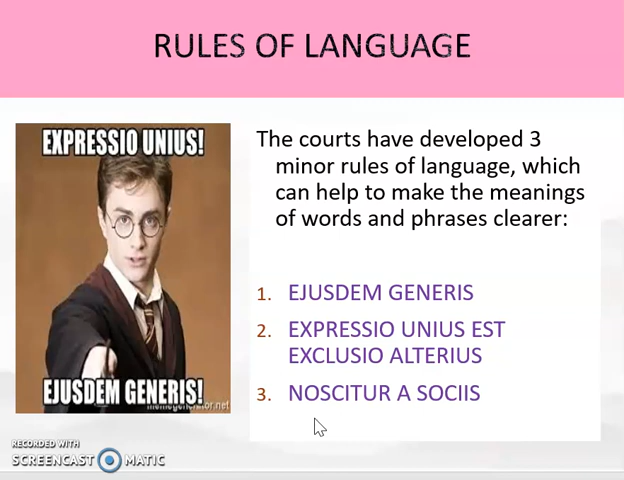 RULES OF LANGUAGE
EXPRESSIO UNIUS!
EJUSDEM GENERIS!
memegenerator.net
The courts have developed 3
minor rules of language, which
can help to make the meanings
of words and phrases clearer:
1. EJUSDEM GENERIS
2. EXPRESSIO UNIUS EST
EXCLUSIO ALTERIUS
3. NOSCITUR A SOCIIS
RECORDED WITH
SCREENCAST MATIC